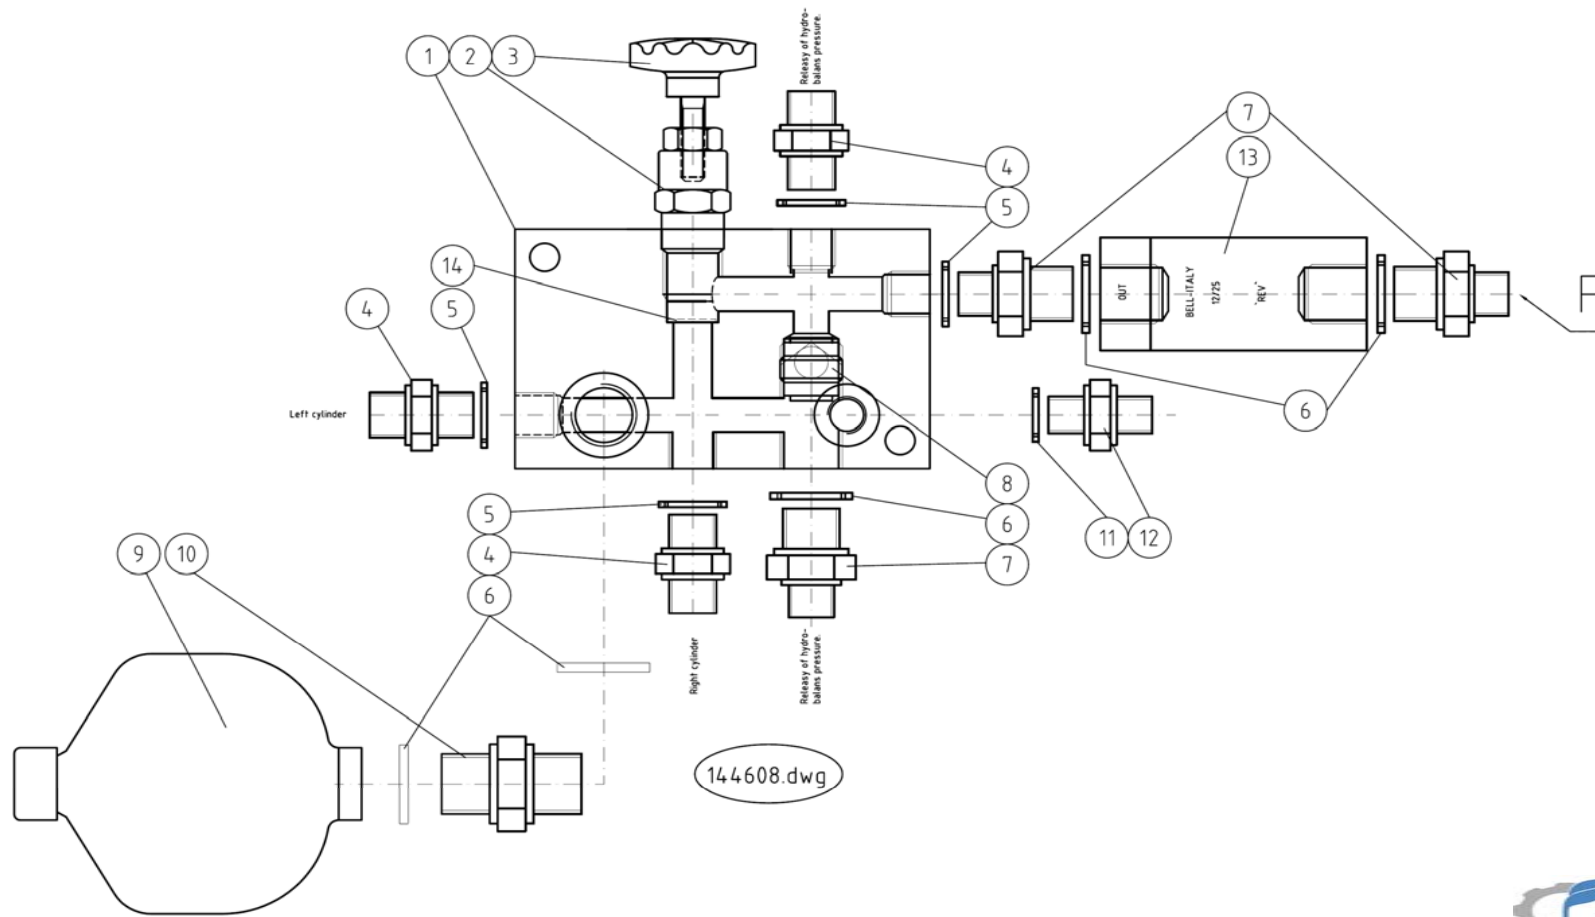 Releasy of hydro-
balans pressure.
1
2
3
7
13
4
5
14
4
5
OUT
BELL-ITALY
12/25
"REV"
Left cylinder
6
8
6
7
11
12
5
4
6
9
10
Right cylinder
Releasy of hydro-
balans pressure.
144608.dwg